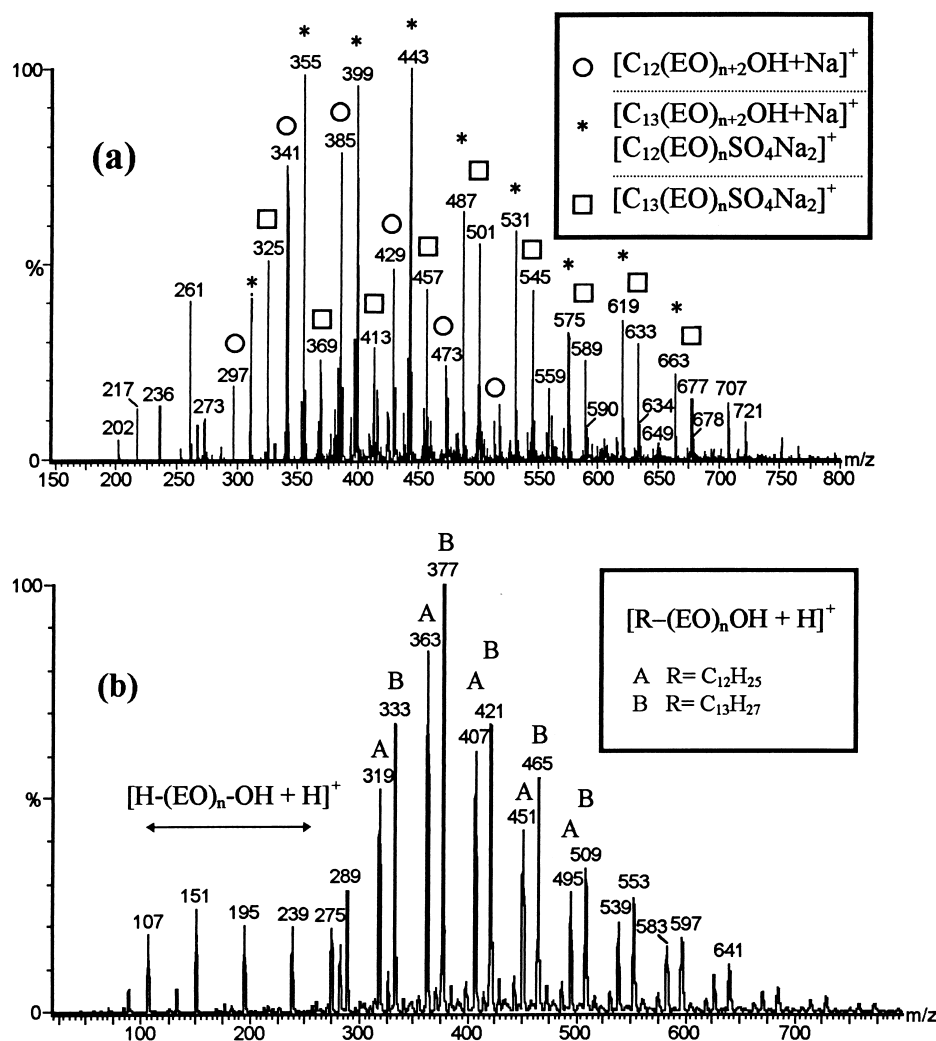 (a)
100
%
0
○ [C₁₂(EO)ₙ₊₂OH+Na]⁺
* [C₁₃(EO)ₙ₊₂OH+Na]⁺
[C₁₂(EO)ₙSO₄Na₂]⁺
□ [C₁₃(EO)ₙSO₄Na₂]⁺
202
217
236
261
273
297
*
325
341
* 355
369
385
* 399
413
429
* 443
457
473
* 487
501
* 531
545
559
* 575
589
590
* 619
633
634
649
* 663
677
678
707
721
150 200 250 300 350 400 450 500 550 600 650 700 750 800 m/z
(b)
100
%
0
[R–(EO)ₙOH + H]⁺
A R= C₁₂H₂₅
B R= C₁₃H₂₇
[H-(EO)ₙ-OH + H]⁺
107
151
195
239
275
289
A 319
B 333
A 363
B 377
A 407
B 421
A 451
B 465
A 495
B 509
539
553
583
597
641
100 200 300 400 500 600 700 m/z